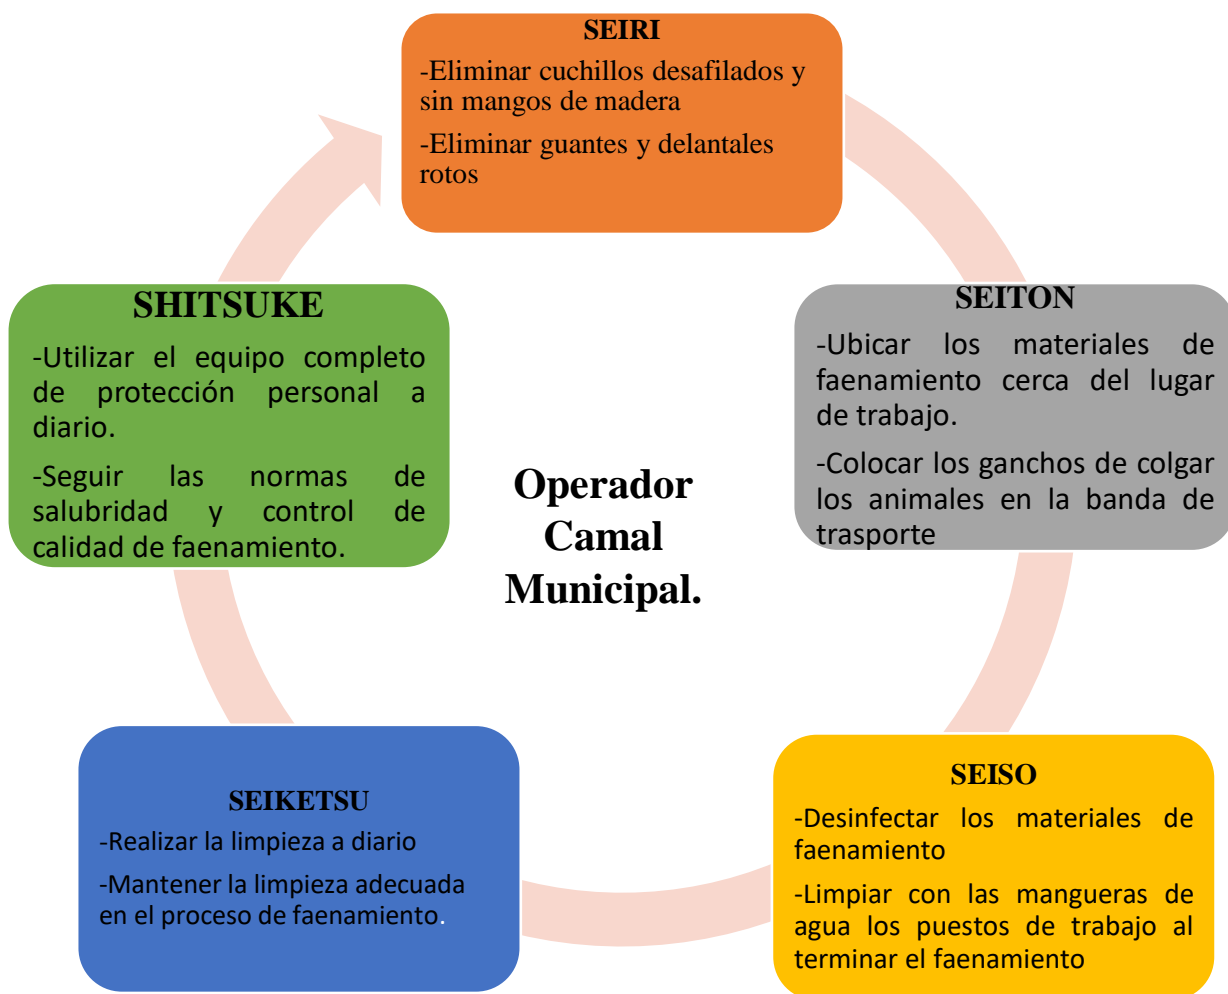 SEIRI
-Eliminar cuchillos desafilados y
sin mangos de madera
-Eliminar guantes y delantales
rotos
SEITON
-Ubicar los materiales de
faenamiento cerca del lugar
de trabajo.
-Colocar los ganchos de colgar
los animales en la banda de
trasporte
SEISO
-Desinfectar los materiales de
faenamiento
-Limpiar con las mangueras de
agua los puestos de trabajo al
terminar el faenamiento
SEIKETSU
-Realizar la limpieza a diario
-Mantener la limpieza adecuada
en el proceso de faenamiento.
SHITSUKE
-Utilizar el equipo completo
de protección personal a
diario.
-Seguir las normas de
salubridad y control de
calidad de faenamiento.
Operador
Camal
Municipal.